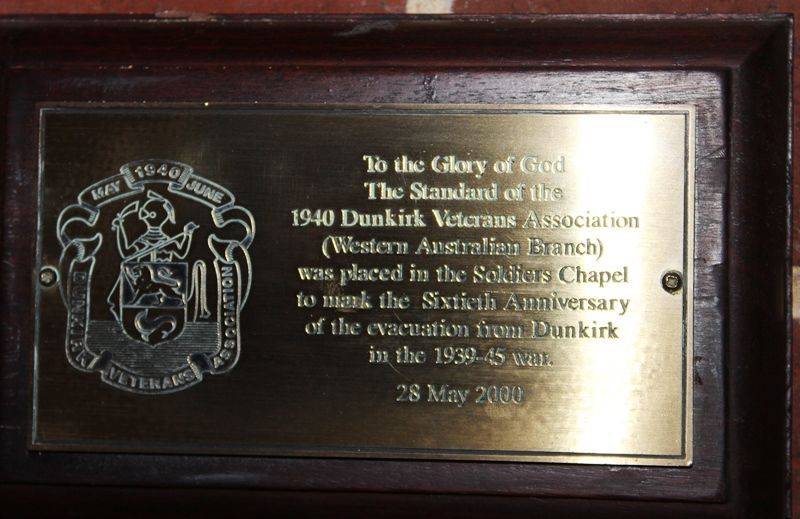 MAY 1940 JUNE
DUNKIRK
VETERANS
ASSOCIATION
To the Glory of God
The Standard of the
1940 Dunkirk Veterans Association
(Western Australian Branch)
was placed in the Soldiers Chapel
to mark the Sixtieth Anniversary
of the evacuation from Dunkirk
in the 1939-45 war.
28 May 2000